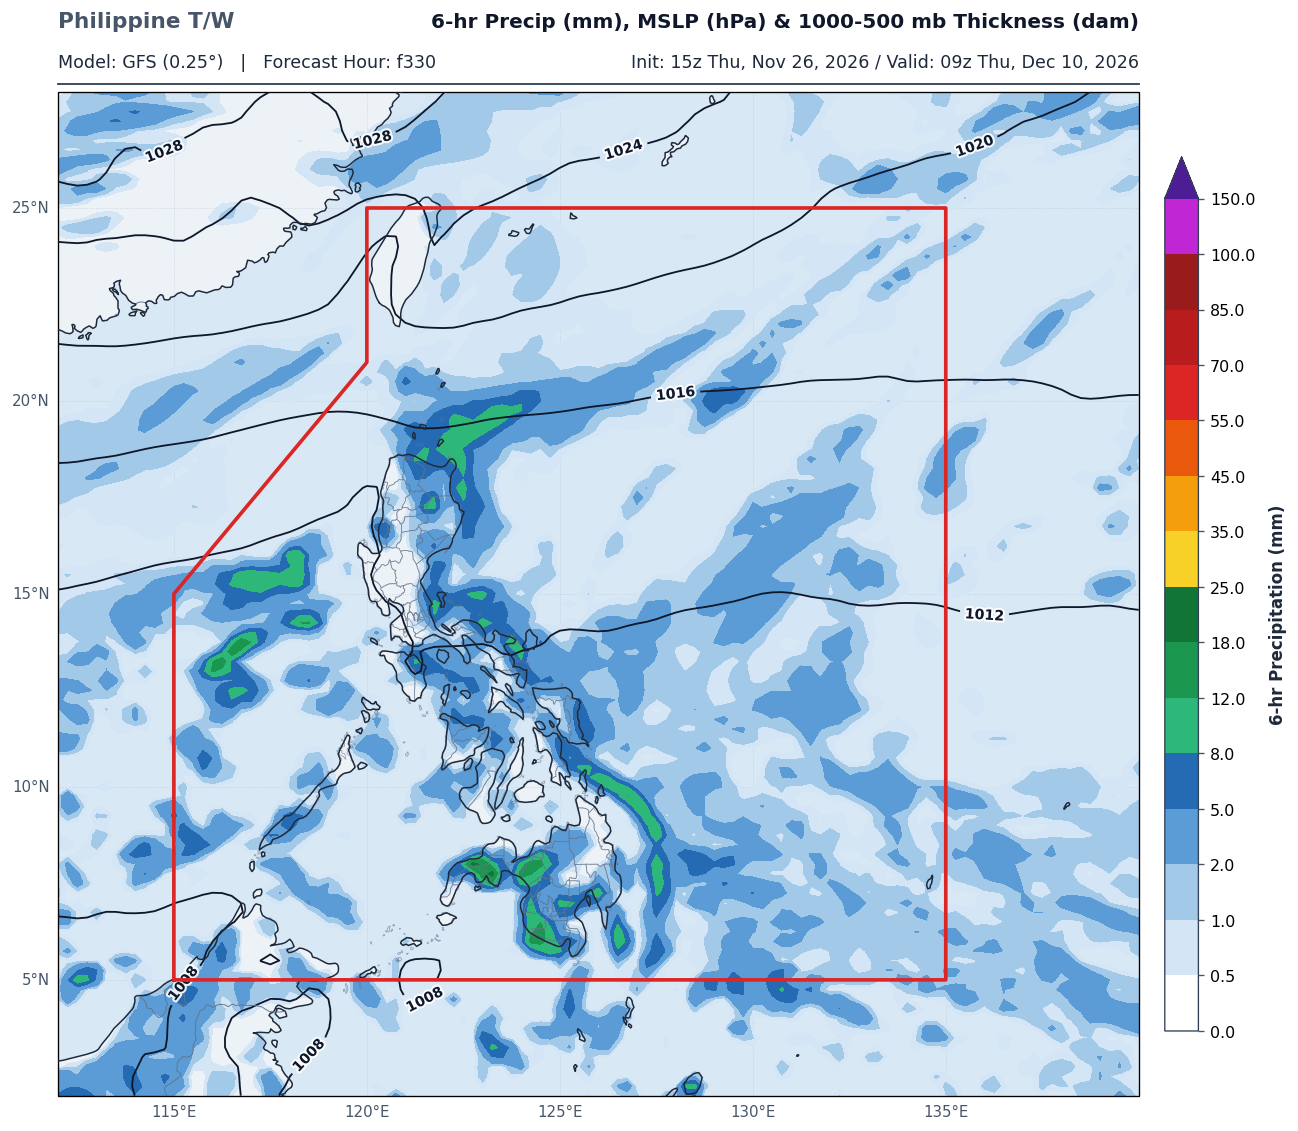 Philippine T/W
6-hr Precip (mm), MSLP (hPa) & 1000-500 mb Thickness (dam)
Model: GFS (0.25°) | Forecast Hour: f330
Init: 15z Thu, Nov 26, 2026 / Valid: 09z Thu, Dec 10, 2026
1028
1028
1024
1020
1016
1012
1008
1008
1008
25°N
20°N
15°N
10°N
5°N
115°E
120°E
125°E
130°E
135°E
150.0
100.0
85.0
70.0
55.0
45.0
35.0
25.0
18.0
12.0
8.0
5.0
2.0
1.0
0.5
0.0
6-hr Precipitation (mm)